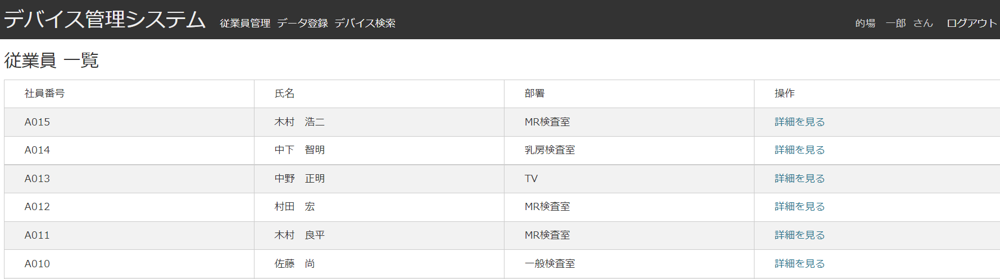 デバイス管理システム 従業員管理 データ登録 デバイス検索 的場　一郎 さん ログアウト
従業員 一覧
社員番号 氏名 部署 操作
A015 木村　浩二 MR検査室 詳細を見る
A014 中下　智明 乳房検査室 詳細を見る
A013 中野　正明 TV 詳細を見る
A012 村田　宏 MR検査室 詳細を見る
A011 木村　良平 MR検査室 詳細を見る
A010 佐藤　尚 一般検査室 詳細を見る